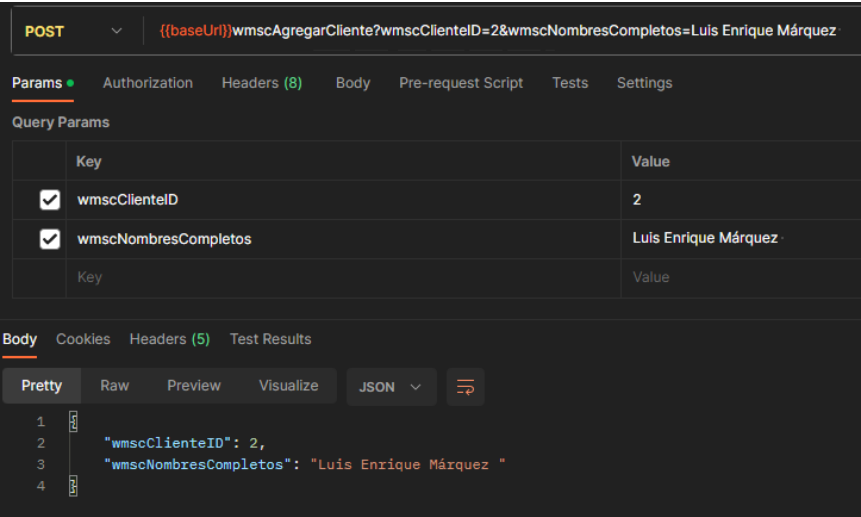 POST {{baseUrl}}wmscAgregarCliente?wmscClienteID=2&wmscNombresCompletos=Luis Enrique Márquez
Params Authorization Headers (8) Body Pre-request Script Tests Settings
Query Params
Key Value
wmscClienteID 2
wmscNombresCompletos Luis Enrique Márquez
Key Value
Body Cookies Headers (5) Test Results
Pretty Raw Preview Visualize JSON
1 {
2 "wmscClienteID": 2,
3 "wmscNombresCompletos": "Luis Enrique Márquez "
4 }